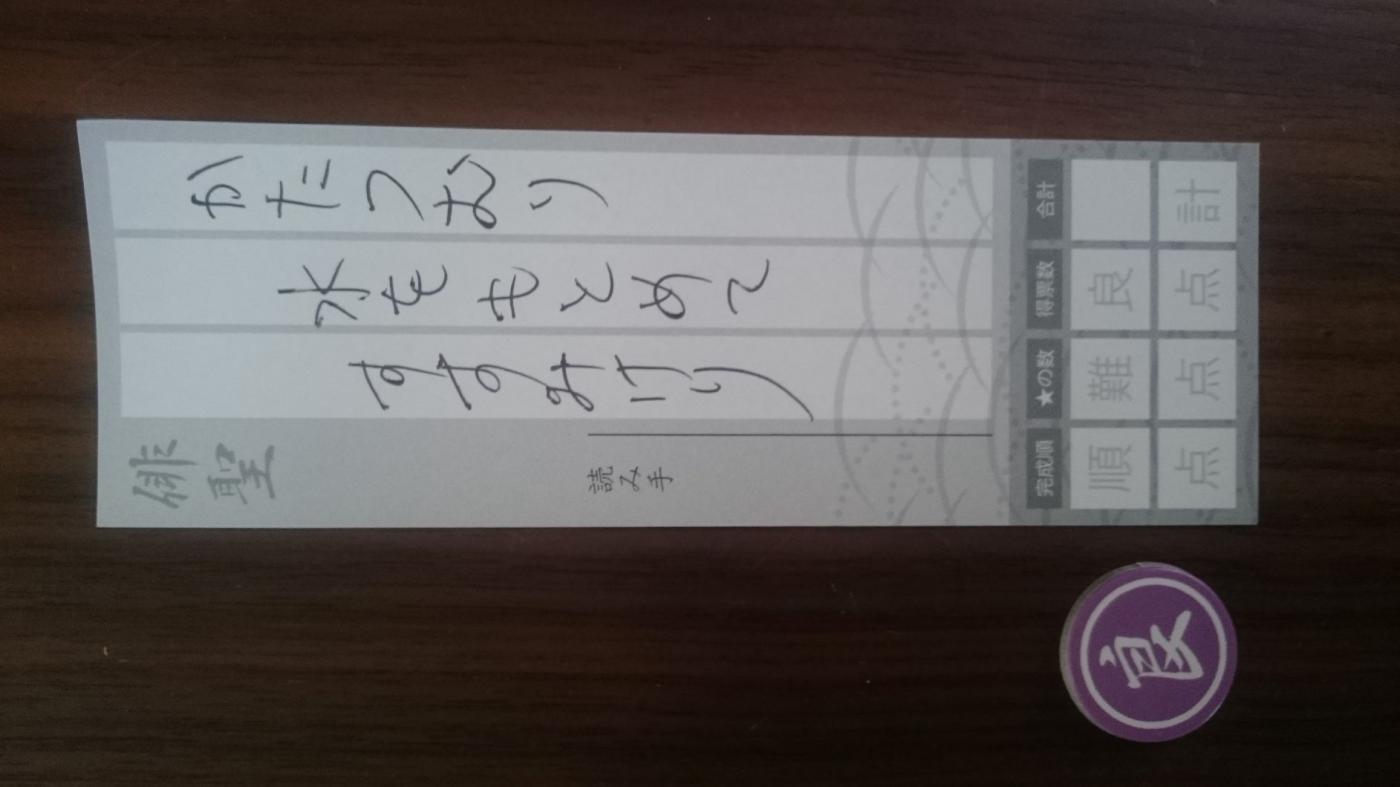 かたつむり
水をもとめて
すすみけり
俳聖
読み手
完成順 ★の数 得票数 合計
順 難 良
点 点 点 計
良